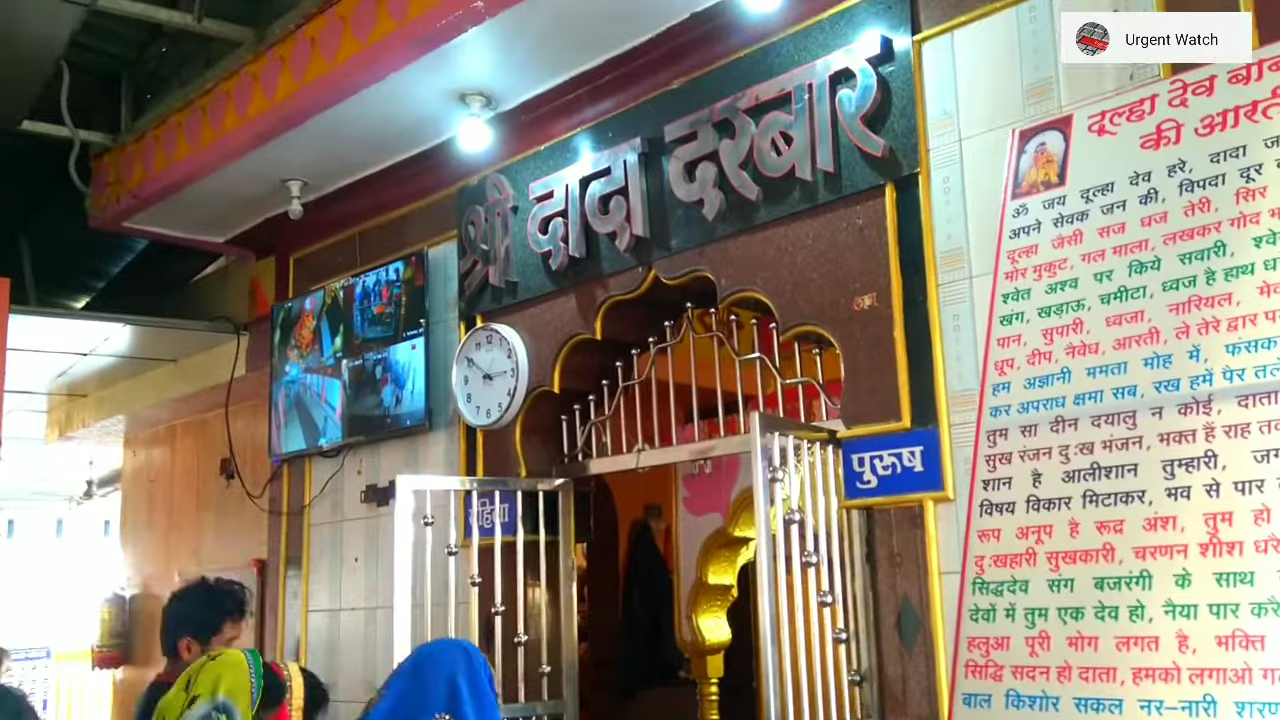 Urgent Watch
श्री दादा दरबार
पुरूष
दूल्हा देव बाबा
की आरती
ॐ जय दूल्हा देव हरे, दादा
अपने सेवक जन की, विपदा दूर
दूल्हा जैसी सज धज तेरी, सिर
मोर मुकुट, गल माला, लखकर गोद
श्वेत अश्व पर किये सवारी,
खंग, खड़ाऊ, चमीटा, ध्वज है हाथ
पान, सुपारी, ध्वजा, नारियल,
धूप, दीप, नैवेध, आरती, ले तेरे द्वार
हम अज्ञानी ममता मोह में,
कर अपराध क्षमा सब, रख हमें पैर
तुम सा दीन दयालु न कोई, दाता
सुख रंजन दुःख भंजन, भक्त हैं राह
शान है आलीशान तुम्हारी,
विषय विकार मिटाकर, भव से पार
रूप अनूप है रूद्र अंश, तुम हो
दुःखहारी सुखकारी, चरणन शीश
सिद्धदेव संग बजरंगी के साथ
देवों में तुम एक देव हो, नैया पार
हलुआ पूरी भोग लगत है, भक्ति
सिद्धि सदन हो दाता, हमको लगाओ
बाल किशोर सकल नर-नारी शरण